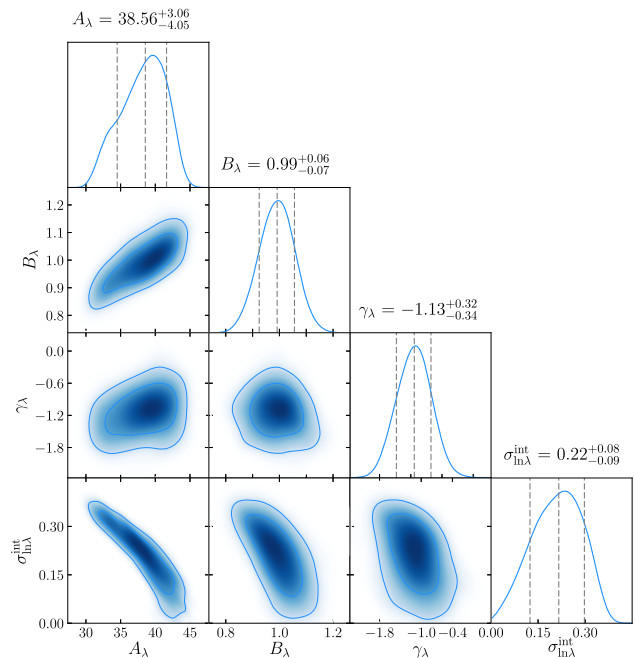 A_λ = 38.56^{+3.06}_{-4.05}
B_λ = 0.99^{+0.06}_{-0.07}
1.2
1.1
1.0
0.9
0.8
B_λ
γ_λ = −1.13^{+0.32}_{-0.34}
0.0
−0.6
−1.2
−1.8
γ_λ
σ^{int}_{lnλ} = 0.22^{+0.08}_{-0.09}
0.30
0.15
0.00
σ^{int}_{lnλ}
30 35 40 45 0.8 1.0 1.2 −1.8 −1.0 −0.4 0.00 0.15 0.30
A_λ B_λ γ_λ σ^{int}_{lnλ}